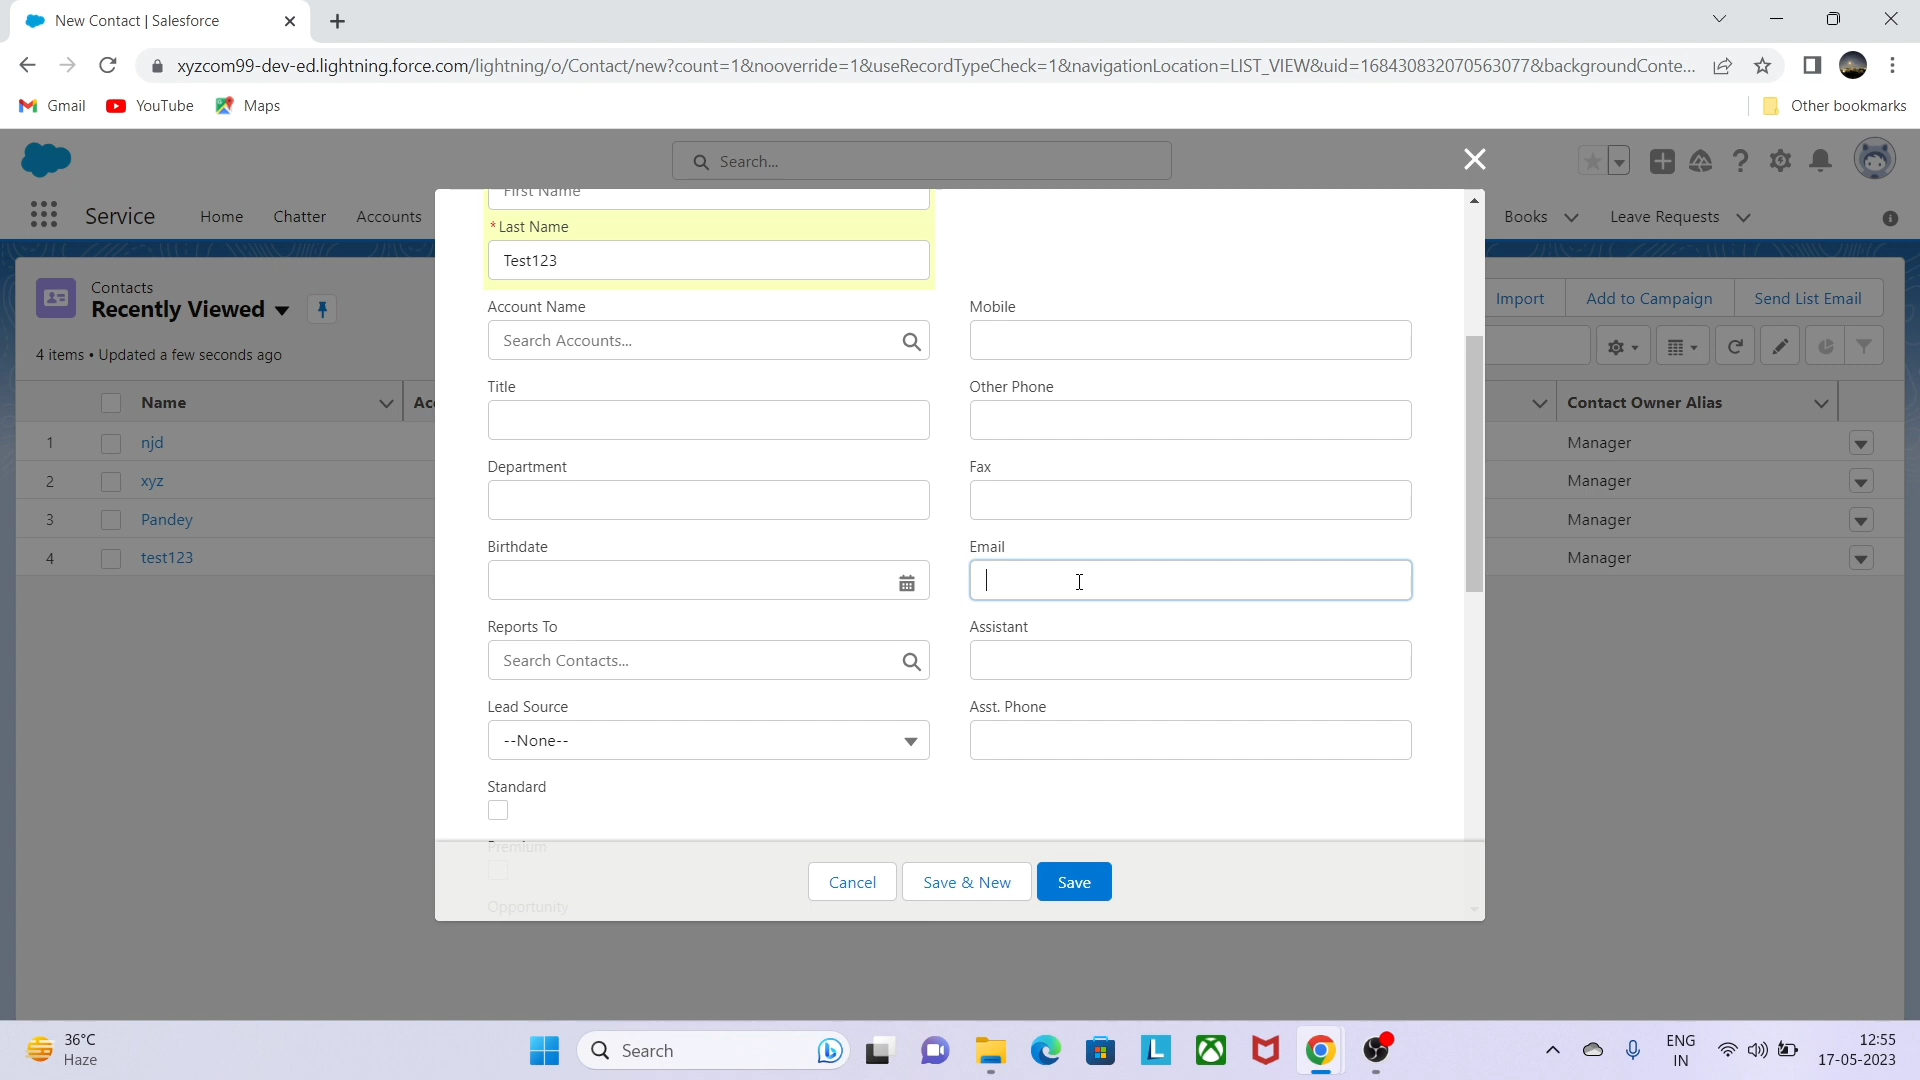 New Contact | Salesforce
xyzcom99-dev-ed.lightning.force.com/lightning/o/Contact/new?count=1&nooverride=1&useRecordTypeCheck=1&navigationLocation=LIST_VIEW&uid=168430832070563077&backgroundConte...
Gmail YouTube Maps Other bookmarks
Search...
Service Home Chatter Accounts Books Leave Requests
Contacts
Recently Viewed
4 items • Updated a few seconds ago
Import Add to Campaign Send List Email
Name Acc Contact Owner Alias
1 njd Manager
2 xyz Manager
3 Pandey Manager
4 test123 Manager
First Name
*Last Name
Test123
Account Name Mobile
Search Accounts...
Title Other Phone
Department Fax
Birthdate Email
Reports To Assistant
Search Contacts...
Lead Source Asst. Phone
--None--
Standard
Premium
Opportunity
Cancel Save & New Save
36°C
Haze
Search
ENG
IN
12:55
17-05-2023